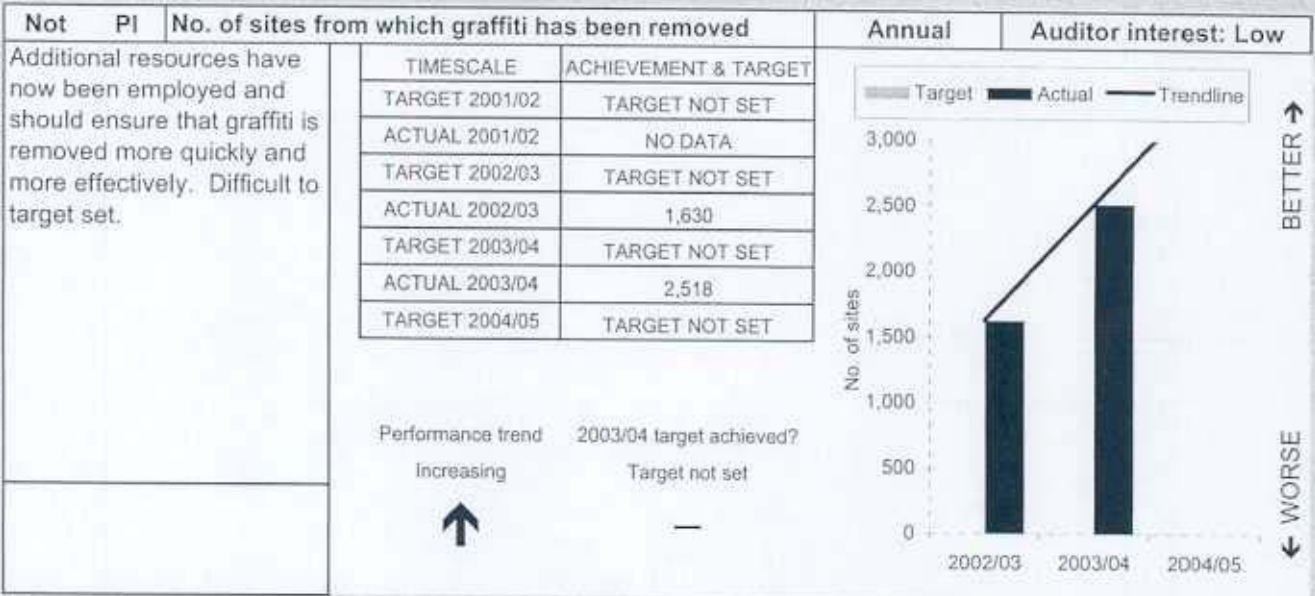 Not PI No. of sites from which graffiti has been removed Annual Auditor interest: Low
Additional resources have
now been employed and
should ensure that graffiti is
removed more quickly and
more effectively. Difficult to
target set.
TIMESCALE ACHIEVEMENT & TARGET
TARGET 2001/02 TARGET NOT SET
ACTUAL 2001/02 NO DATA
TARGET 2002/03 TARGET NOT SET
ACTUAL 2002/03 1,630
TARGET 2003/04 TARGET NOT SET
ACTUAL 2003/04 2,518
TARGET 2004/05 TARGET NOT SET
Performance trend 2003/04 target achieved?
Increasing Target not set
↑ —
Target Actual Trendline
3,000
2,500
2,000
1,500
1,000
500
0
No. of sites
2002/03 2003/04 2004/05
BETTER →
← WORSE